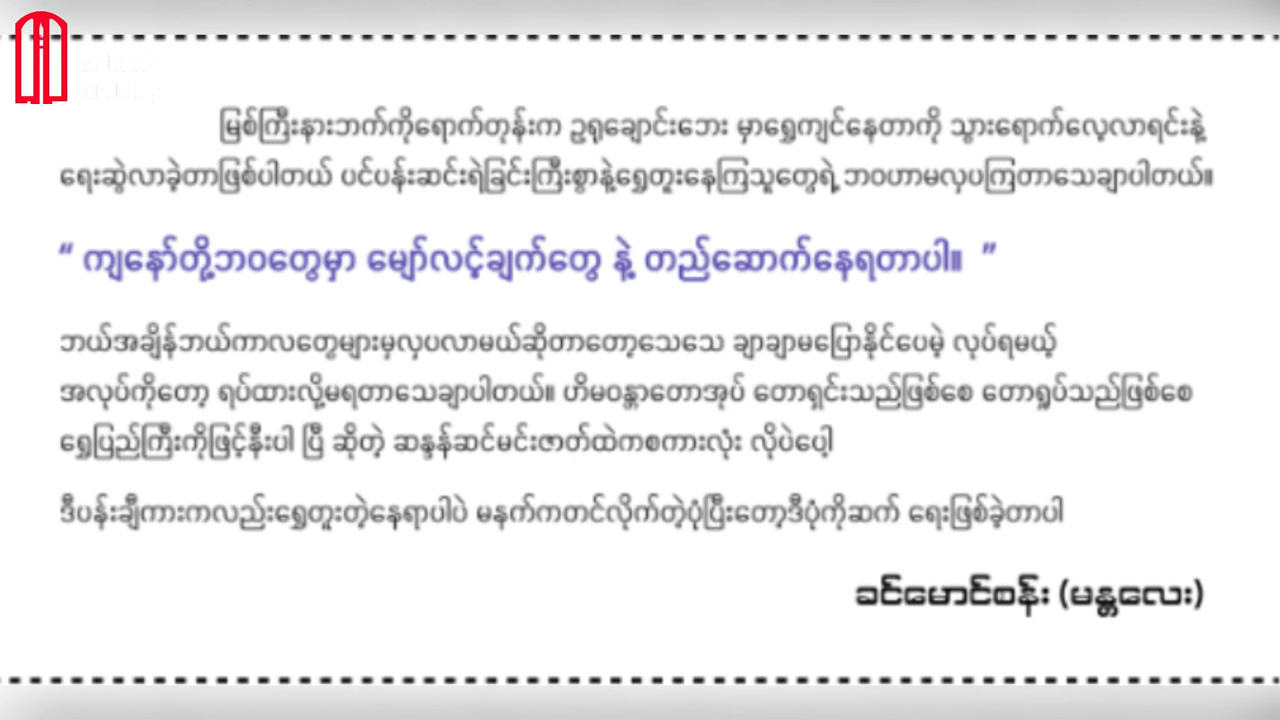 မြစ်ကြီးနားဘက်ကိုရောက်တုန်းက ဥရုချောင်းဘေး မှာရွှေကျင်နေတာကို သွားရောက်လေ့လာရင်းနဲ့
ရေးဆွဲလာခဲ့တာဖြစ်ပါတယ် ပင်ပန်းဆင်းရဲခြင်းကြီးစွာနဲ့ရွှေတူးနေကြသူတွေရဲ့ဘဝဟာမလှပကြတာသေချာပါတယ်။
“ ကျနော်တို့ဘဝတွေမှာ မျှော်လင့်ချက်တွေ နဲ့ တည်ဆောက်နေရတာပါ။ ”
ဘယ်အချိန်ဘယ်ကာလတွေများမှလှပလာမယ်ဆိုတာတော့သေသေ ချာချာမပြောနိုင်ပေမဲ့ လုပ်ရမယ့်
အလုပ်ကိုတော့ ရပ်ထားလို့မရတာသေချာပါတယ်။ ဟိမဝန္တာတောအုပ် တောရှင်းသည်ဖြစ်စေ တောရှုပ်သည်ဖြစ်စေ
ရွှေပြည်ကြီးကိုဖြင့်နီးပါ ပြီ ဆိုတဲ့ ဆန္ဒန်ဆင်မင်းဇာတ်ထဲကစကားလုံး လိုပဲပေါ့
ဒီပန်းချီကားကလည်းရွှေတူးတဲ့နေရာပါပဲ မနက်ကတင်လိုက်တဲ့ပုံပြီးတော့ဒီပုံကိုဆက် ရေးဖြစ်ခဲ့တာပါ
ခင်မောင်စန်း (မန္တလေး)